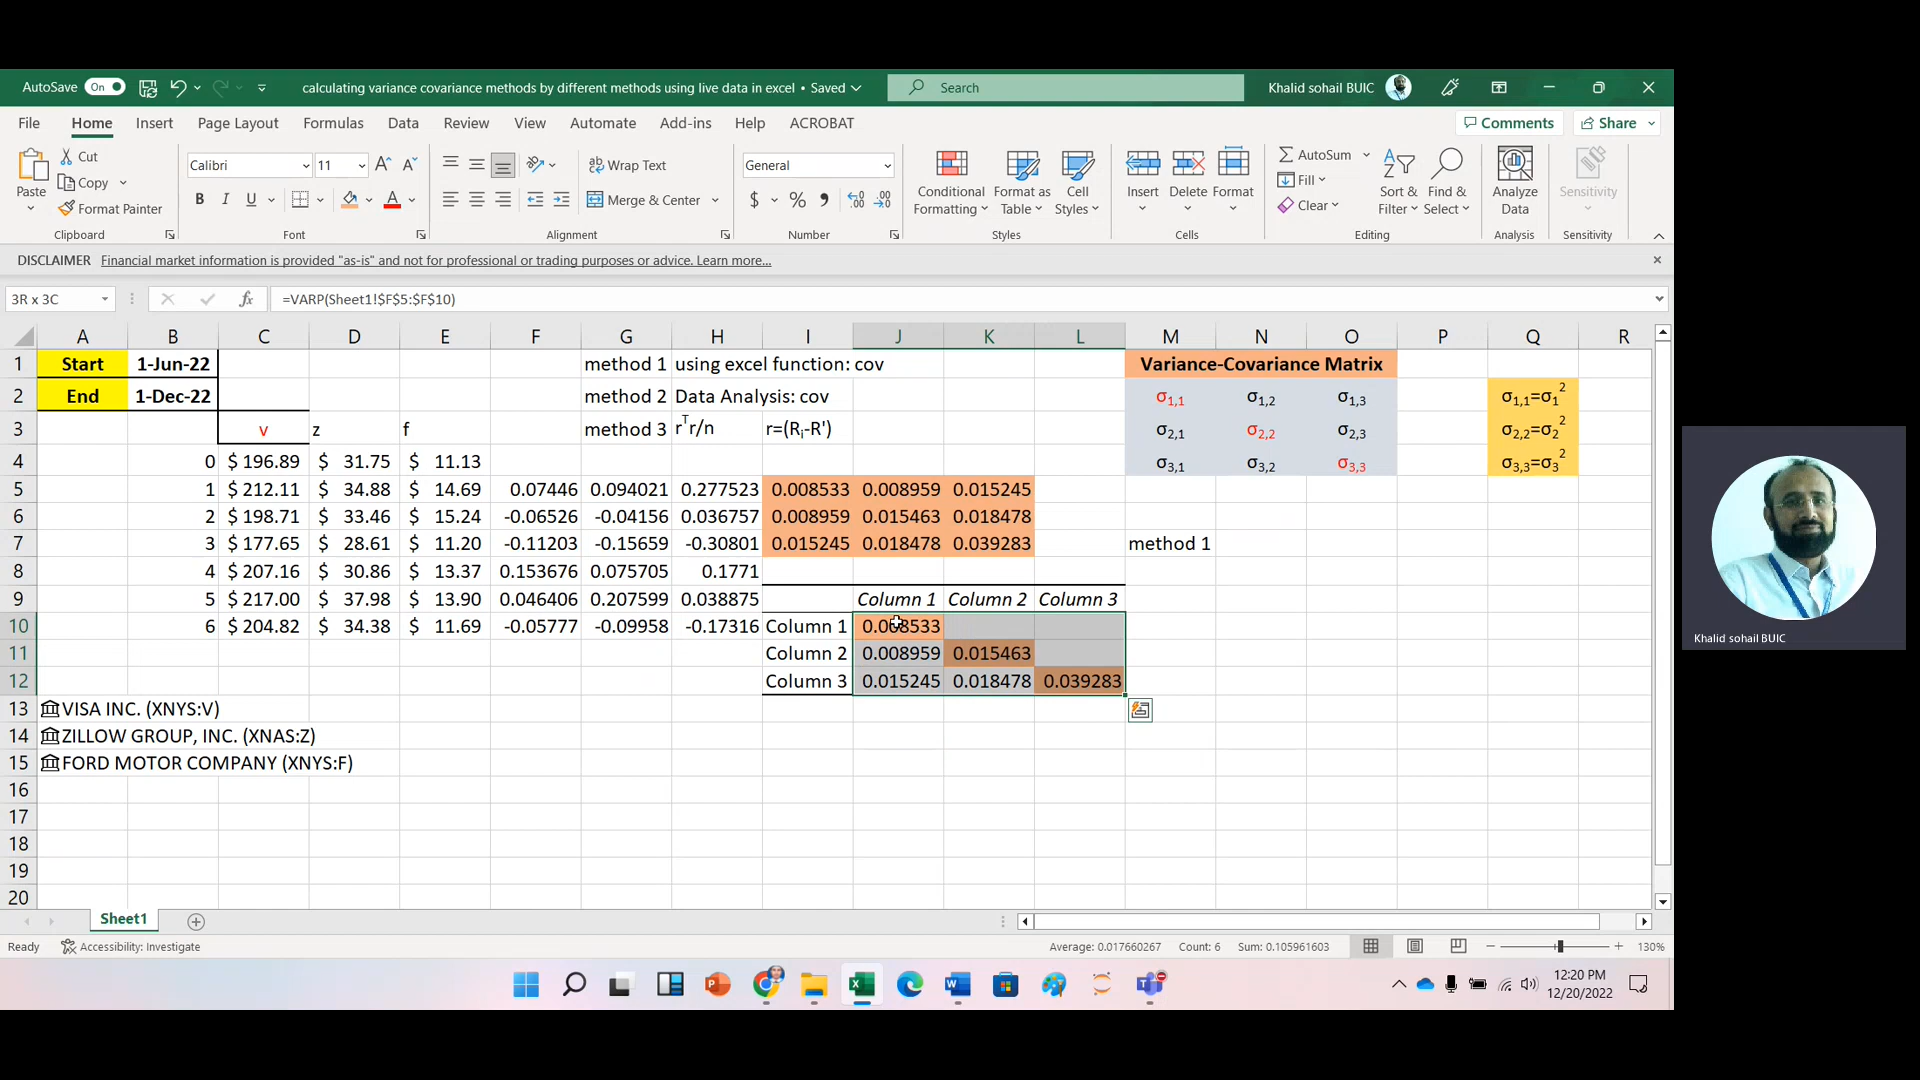 AutoSave On calculating variance covariance methods by different methods using live data in excel • Saved Search Khalid sohail BUIC
File Home Insert Page Layout Formulas Data Review View Automate Add-ins Help ACROBAT Comments Share
Paste Cut Copy Format Painter
Calibri 11 B I U
Wrap Text Merge & Center
General $ %
Conditional Formatting Format as Table Cell Styles
Insert Delete Format
AutoSum Fill Clear Sort & Filter Find & Select
Analyze Data Sensitivity
Clipboard Font Alignment Number Styles Cells Editing Analysis Sensitivity
DISCLAIMER Financial market information is provided "as-is" and not for professional or trading purposes or advice. Learn more...
3R x 3C fx =VARP(Sheet1!$F$5:$F$10)
A B C D E F G H I J K L M N O P Q R
1 Start 1-Jun-22 method 1 using excel function: cov Variance-Covariance Matrix
2 End 1-Dec-22 method 2 Data Analysis: cov σ1,1 σ1,2 σ1,3 σ1,1=σ1²
3 v z f method 3 rᵀr/n r=(Ri-R') σ2,1 σ2,2 σ2,3 σ2,2=σ2²
4 0 $ 196.89 $ 31.75 $ 11.13 σ3,1 σ3,2 σ3,3 σ3,3=σ3²
5 1 $ 212.11 $ 34.88 $ 14.69 0.07446 0.094021 0.277523 0.008533 0.008959 0.015245
6 2 $ 198.71 $ 33.46 $ 15.24 -0.06526 -0.04156 0.036757 0.008959 0.015463 0.018478
7 3 $ 177.65 $ 28.61 $ 11.20 -0.11203 -0.15659 -0.30801 0.015245 0.018478 0.039283 method 1
8 4 $ 207.16 $ 30.86 $ 13.37 0.153676 0.075705 0.1771
9 5 $ 217.00 $ 37.98 $ 13.90 0.046406 0.207599 0.038875 Column 1 Column 2 Column 3
10 6 $ 204.82 $ 34.38 $ 11.69 -0.05777 -0.09958 -0.17316 Column 1 0.008533
11 Column 2 0.008959 0.015463
12 Column 3 0.015245 0.018478 0.039283
13 VISA INC. (XNYS:V)
14 ZILLOW GROUP, INC. (XNAS:Z)
15 FORD MOTOR COMPANY (XNYS:F)
16
17
18
19
20
Sheet1
Ready Accessibility: Investigate Average: 0.017660267 Count: 6 Sum: 0.105961603 130%
12:20 PM
12/20/2022
Khalid sohail BUIC